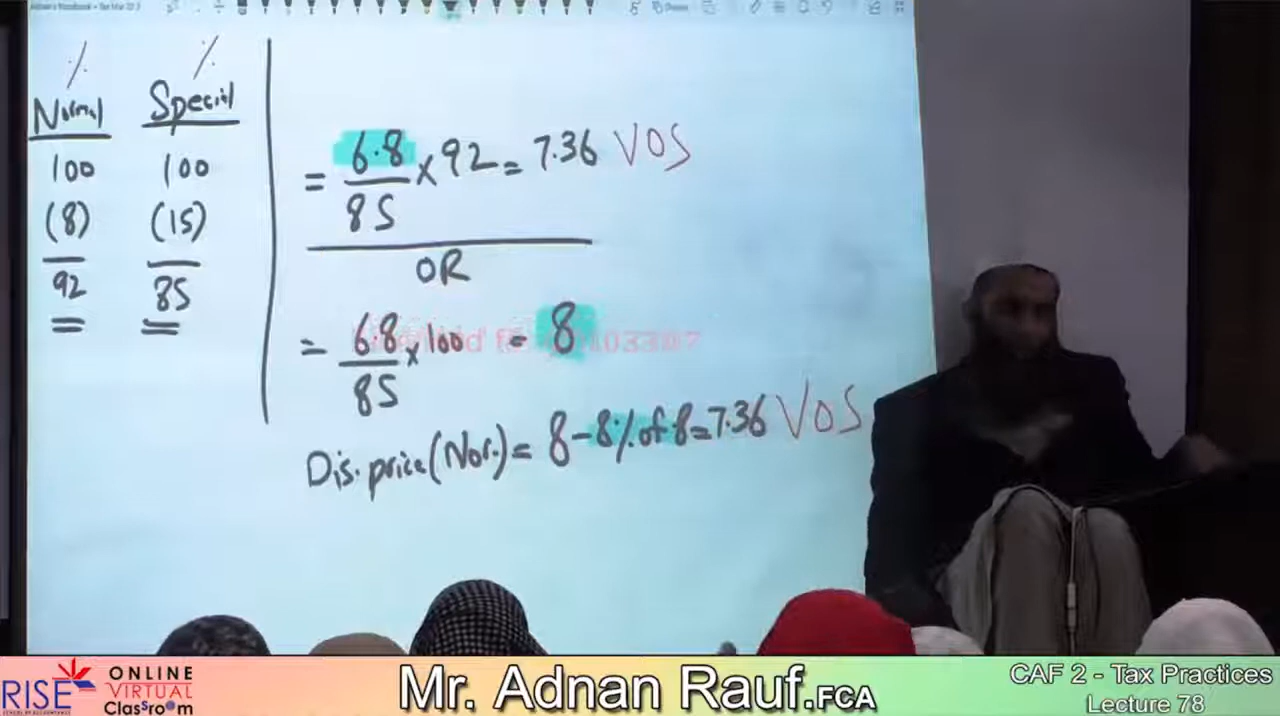 %
%
Normal
Special
100
100
(8)
(15)
92
85
= 6.8/85 × 92 = 7.36 VOS
OR
= 6.8/85 × 100 = 8
Dis. price (Nor.) = 8 - 8% of 8 = 7.36 VOS
RISE
ONLINE
VIRTUAL
Classroom
Mr. Adnan Rauf.FCA
CAF 2 - Tax Practices
Lecture 78